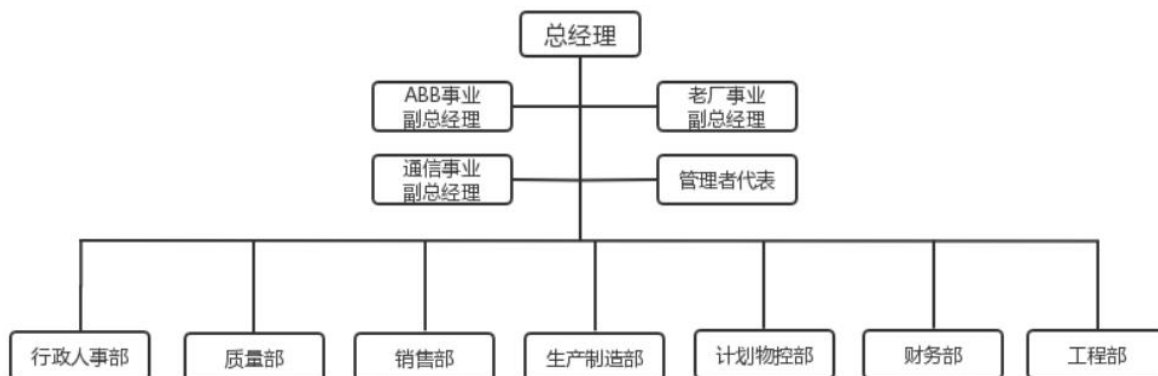 总经理
ABB事业
副总经理
老厂事业
副总经理
通信事业
副总经理
管理者代表
行政人事部
质量部
销售部
生产制造部
计划物控部
财务部
工程部